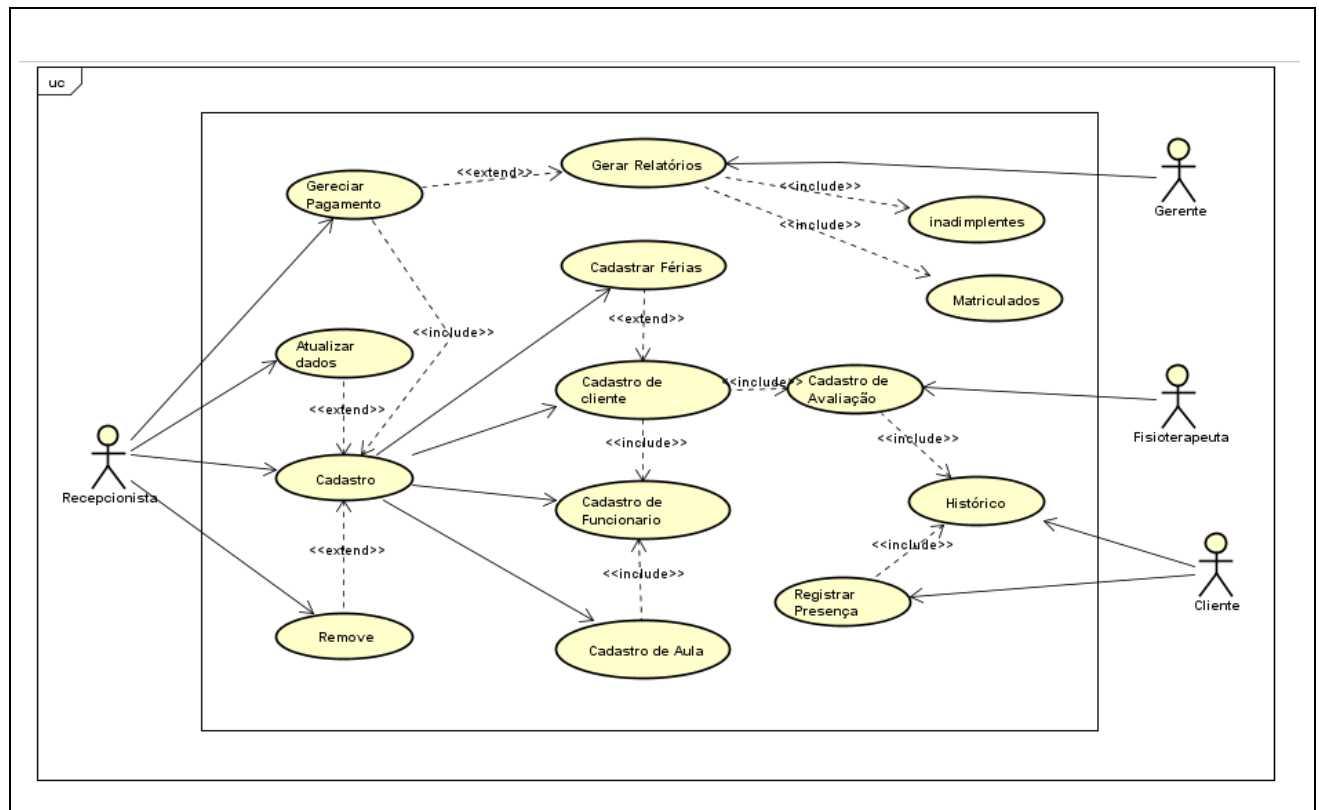 uc
Gereciar
Pagamento
<<extend>>
Gerar Relatórios
<<include>>
inadimplentes
<<include>>
Matriculados
Gerente
Cadastrar Férias
<<extend>>
<<include>>
Atualizar
dados
<<extend>>
Cadastro de
cliente
<<include>>
Cadastro de
Avaliação
Fisioterapeuta
<<include>>
<<include>>
Recepcionista
Cadastro
Cadastro de
Funcionario
Histórico
<<extend>>
<<include>>
<<include>>
Registrar
Presença
Cliente
Remove
Cadastro de Aula